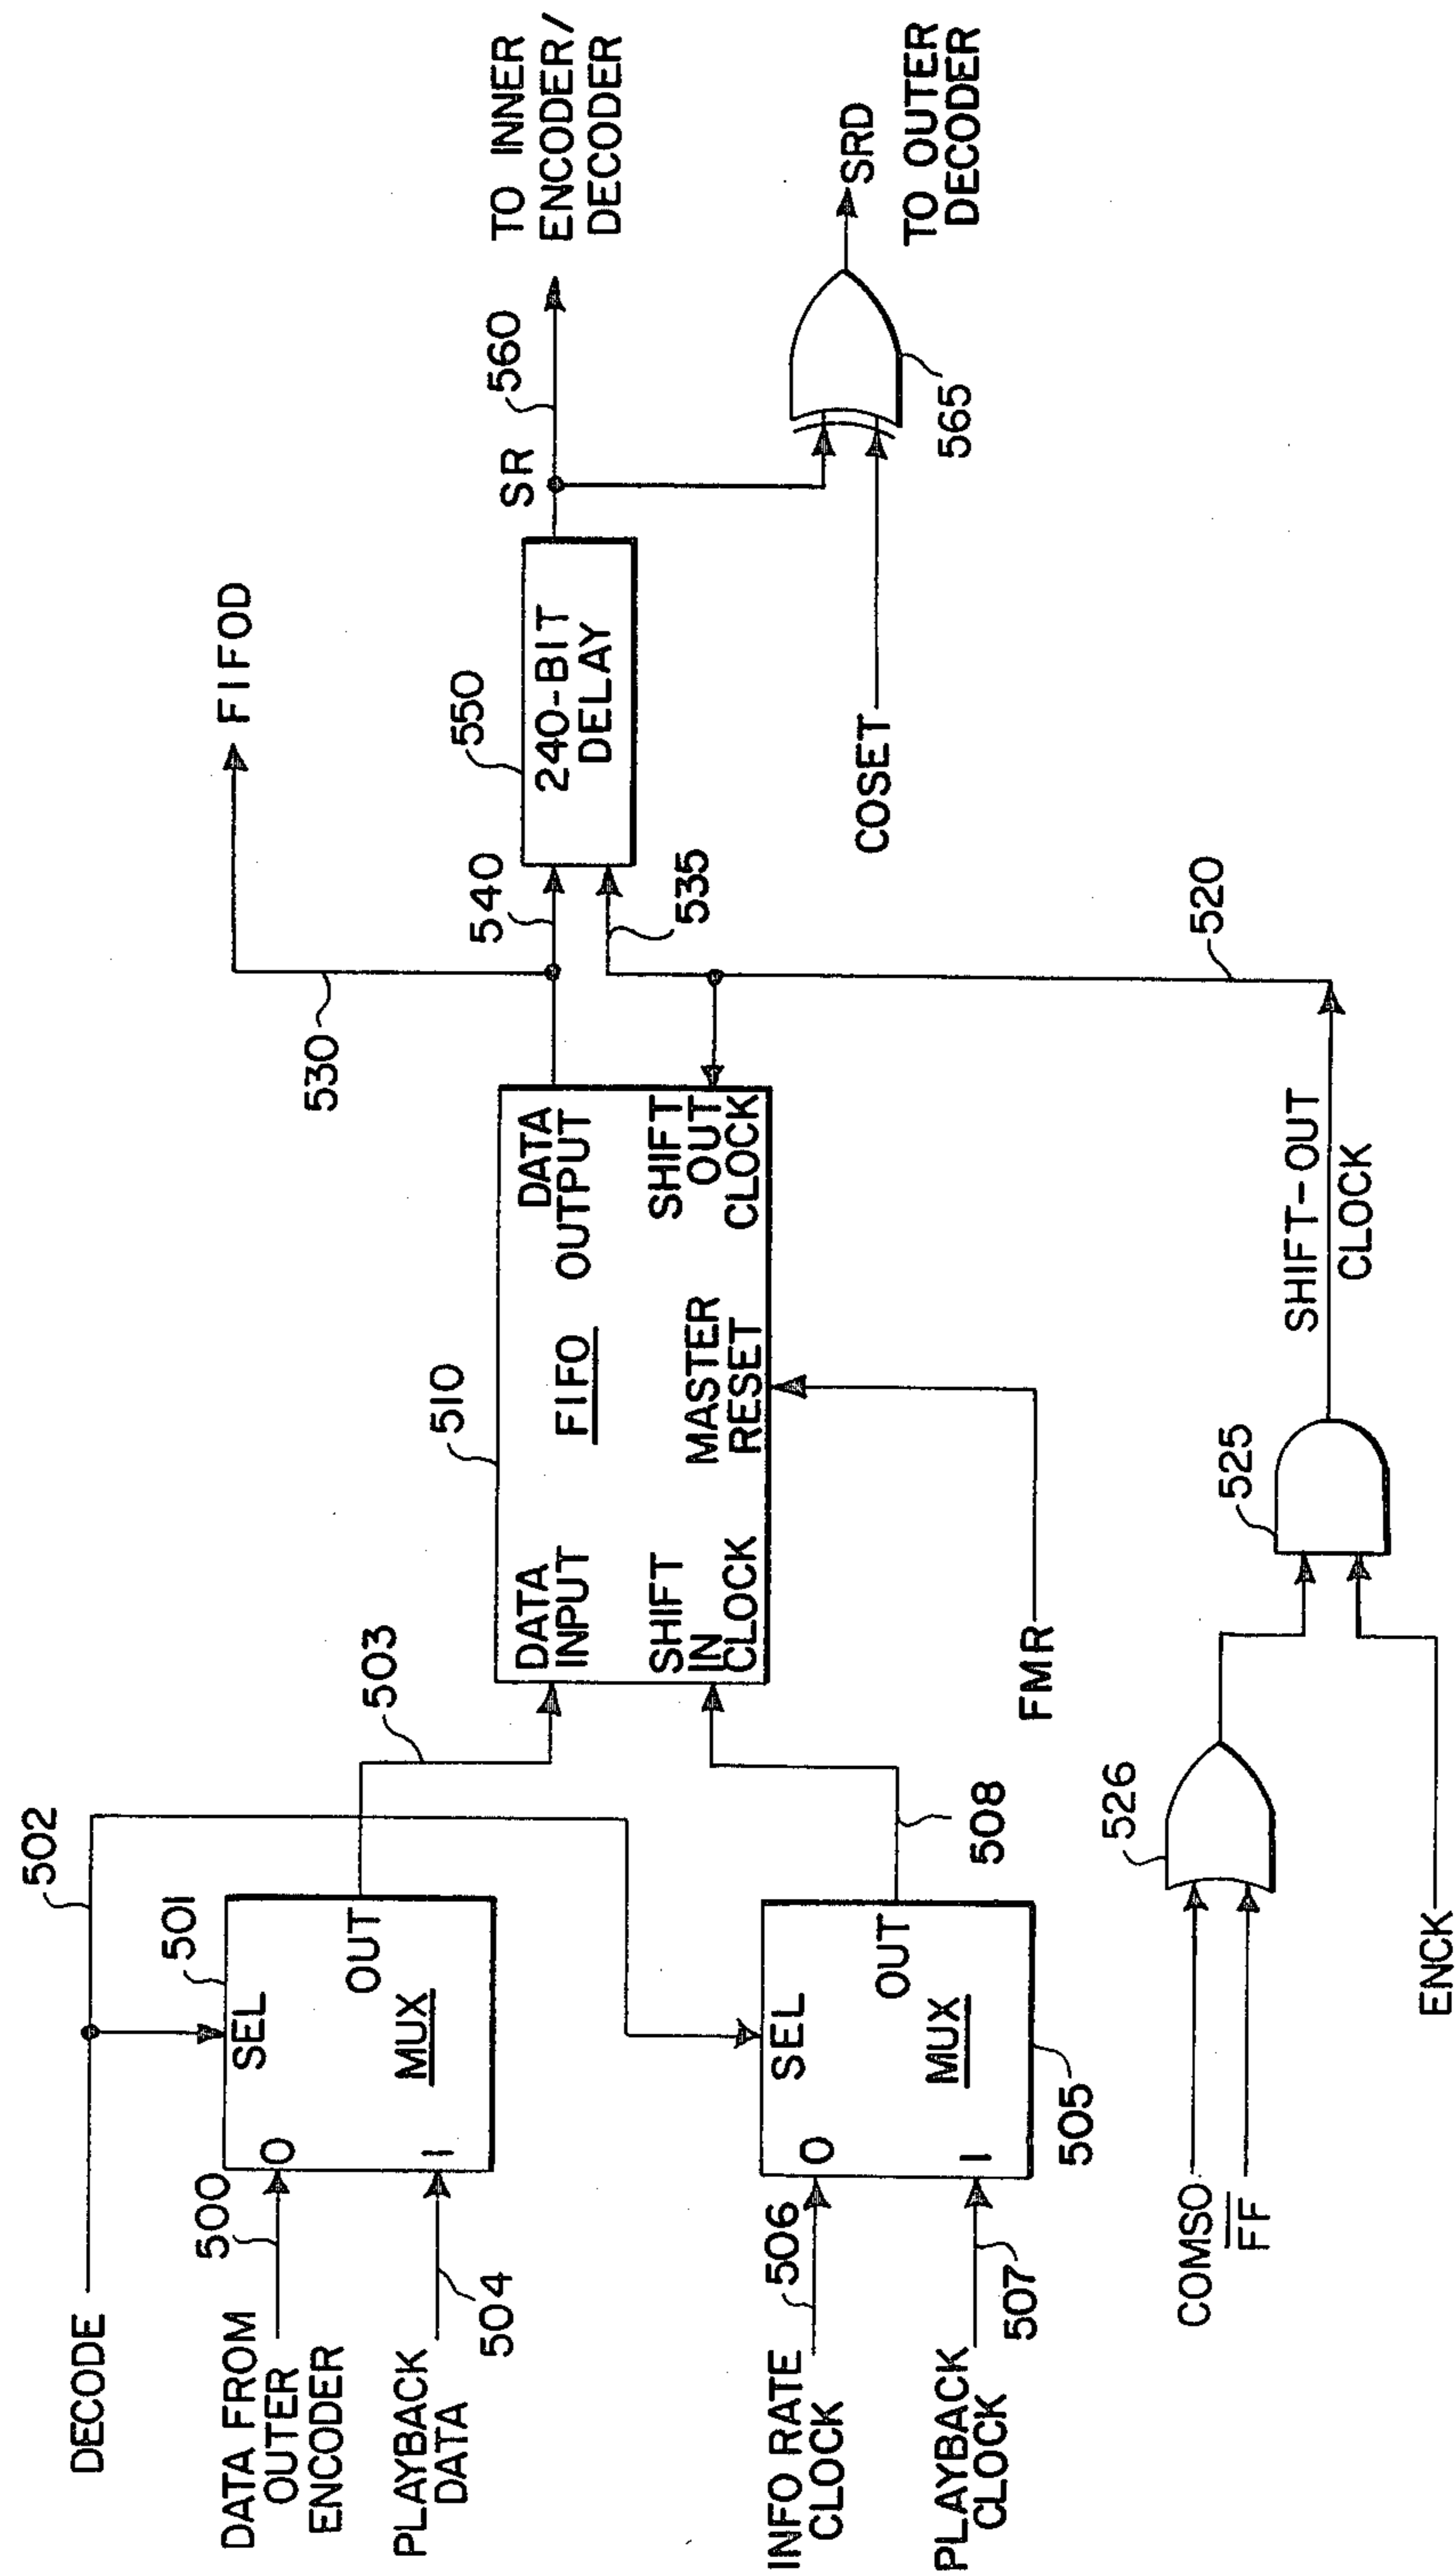 DECODE
502
DATA FROM
OUTER
ENCODER
500
PLAYBACK
DATA
504
501
SEL
0
1
OUT
MUX
503
INFO RATE
CLOCK
506
PLAYBACK
CLOCK
507
SEL
0
1
OUT
MUX
505
508
510
DATA
INPUT
FIFO
DATA
OUTPUT
SHIFT
IN
CLOCK
MASTER
RESET
SHIFT
OUT
CLOCK
FMR
530
FIFOD
540
535
550
240-BIT
DELAY
SR
560
TO INNER
ENCODER/
DECODER
COSET
565
SRD
TO OUTER
DECODER
COMSO
FF
526
ENCK
525
SHIFT-OUT
CLOCK
520